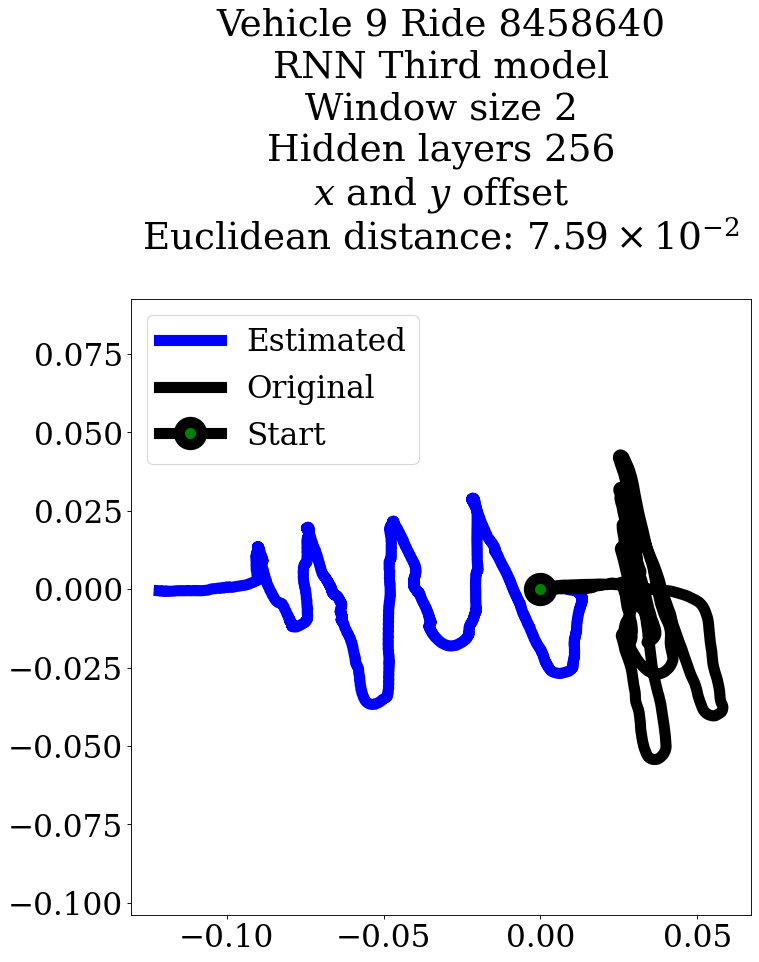 Vehicle 9 Ride 8458640
RNN Third model
Window size 2
Hidden layers 256
x and y offset
Euclidean distance: 7.59 × 10⁻²
Estimated
Original
Start
0.075
0.050
0.025
0.000
−0.025
−0.050
−0.075
−0.100
−0.10
−0.05
0.00
0.05